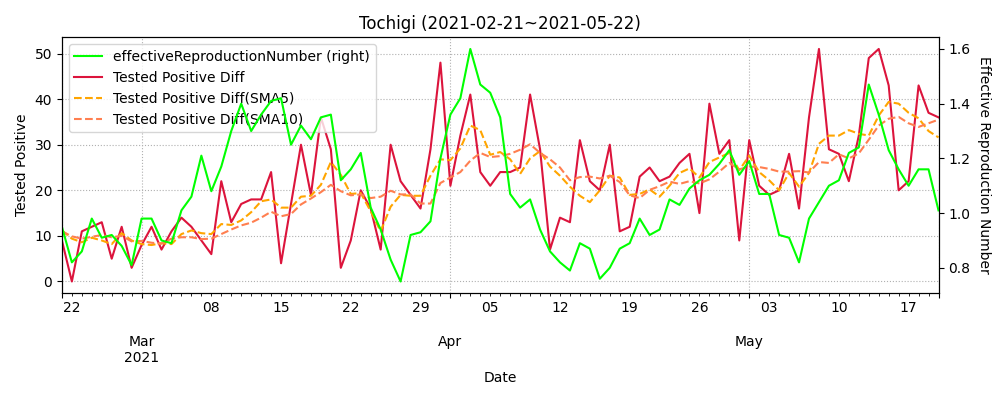 Tochigi (2021-02-21~2021-05-22)
effectiveReproductionNumber (right)
Tested Positive Diff
Tested Positive Diff(SMA5)
Tested Positive Diff(SMA10)
Tested Positive
50
40
30
20
10
0
1.6
1.4
1.2
1.0
0.8
Effective Reproduction Number
22 08 15 22 29 05 12 19 26 03 10 17
Mar Apr May
2021
Date